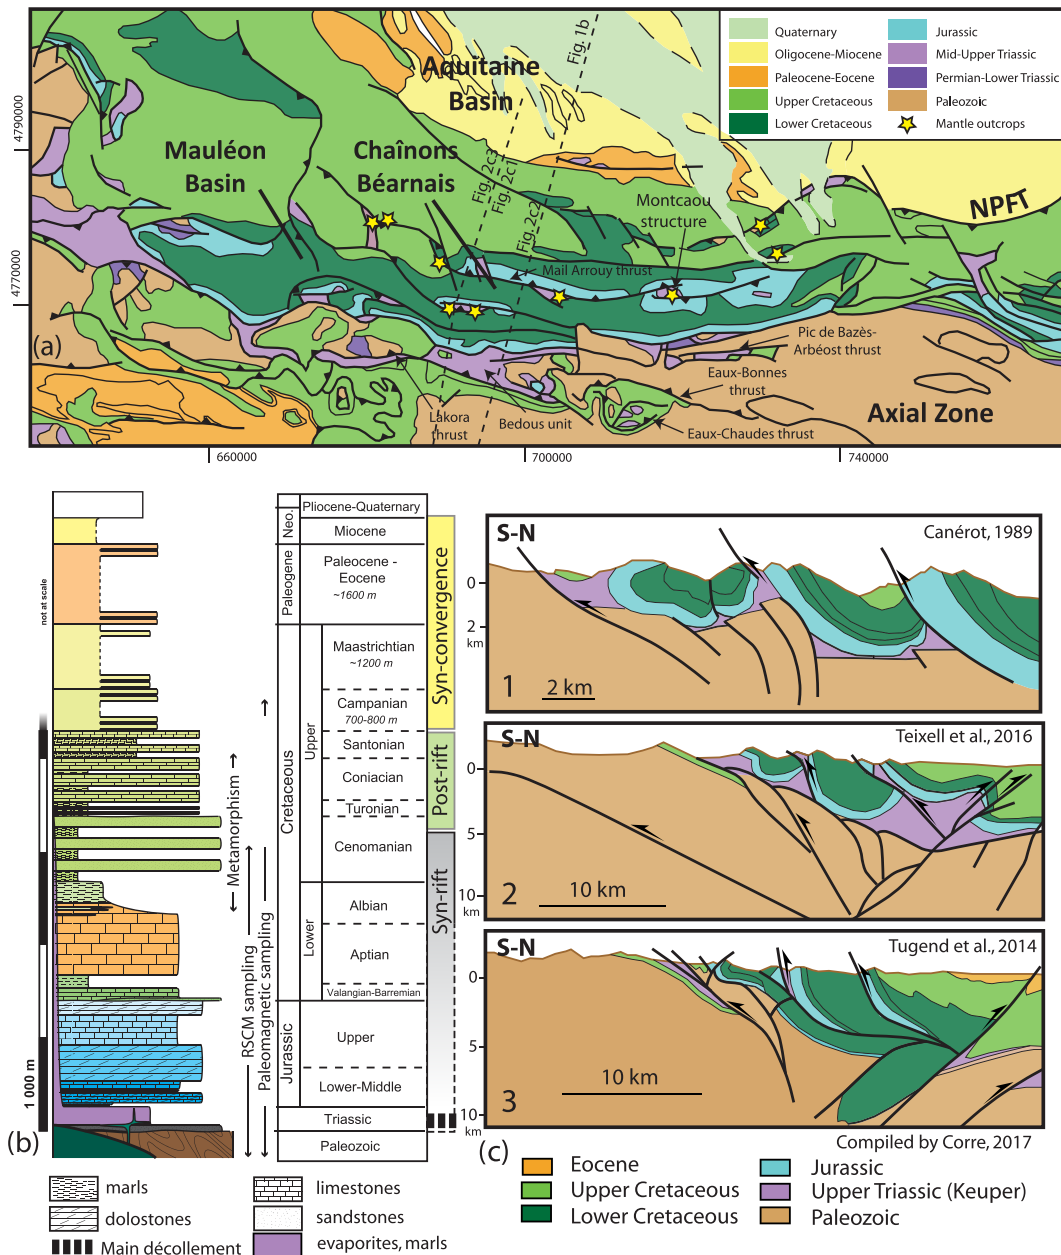 Quaternary
Oligocene-Miocene
Paleocene-Eocene
Upper Cretaceous
Lower Cretaceous
Jurassic
Mid-Upper Triassic
Permian-Lower Triassic
Paleozoic
Mantle outcrops
Aquitaine
Basin
Fig. 1b
Mauléon
Basin
Chaînons
Béarnais
Fig. 2c3
Fig. 2c1
Fig. 2c2
Montcaou
structure
NPFT
Mail Arrouy thrust
Pic de Bazès-
Arbéost thrust
Eaux-Bonnes
thrust
Axial Zone
Lakora
thrust
Bedous unit
Eaux-Chaudes thrust
4790000
4770000
(a)
660000
700000
740000
not at scale
1 000 m
(b)
Metamorphism
RSCM sampling
Paleomagnetic sampling
Neo.
Pliocene-Quaternary
Miocene
Paleogene
Paleocene -
Eocene
~1600 m
Cretaceous
Upper
Maastrichtian
~1200 m
Campanian
700-800 m
Santonian
Coniacian
Turonian
Cenomanian
Lower
Albian
Aptian
Valangian-Barremian
Jurassic
Upper
Lower-Middle
Triassic
Paleozoic
Syn-convergence
Post-rift
Syn-rift
marls
limestones
dolostones
sandstones
Main décollement
evaporites, marls
S-N
Canérot, 1989
0
2
km
1
2 km
S-N
Teixell et al., 2016
0
5
10
km
2
10 km
S-N
Tugend et al., 2014
0
5
10
km
3
10 km
Compiled by Corre, 2017
(c)
Eocene
Upper Cretaceous
Lower Cretaceous
Jurassic
Upper Triassic (Keuper)
Paleozoic